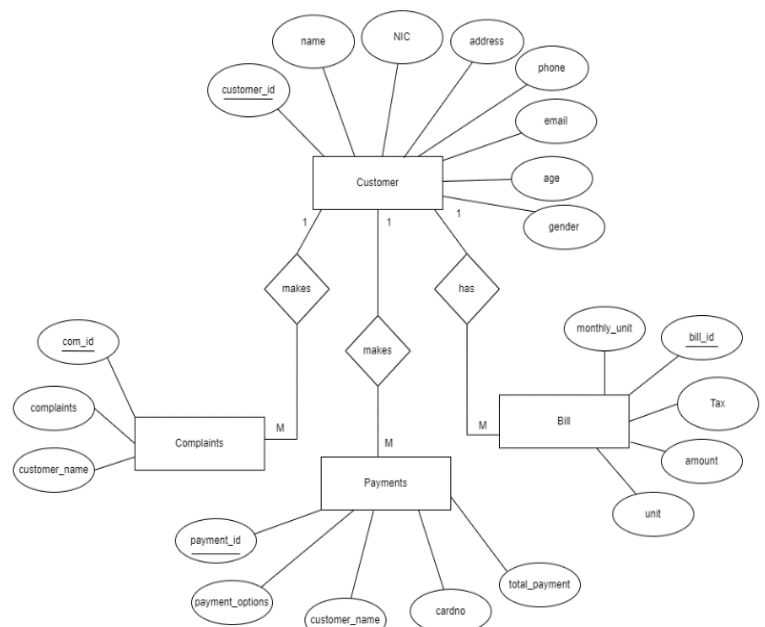 name
NIC
address
phone
customer_id
email
age
Customer
gender
1
1
1
makes
has
monthly_unit
bill_id
com_id
makes
Tax
complaints
M
M
Bill
Complaints
M
customer_name
amount
Payments
unit
payment_id
total_payment
payment_options
cardno
customer_name